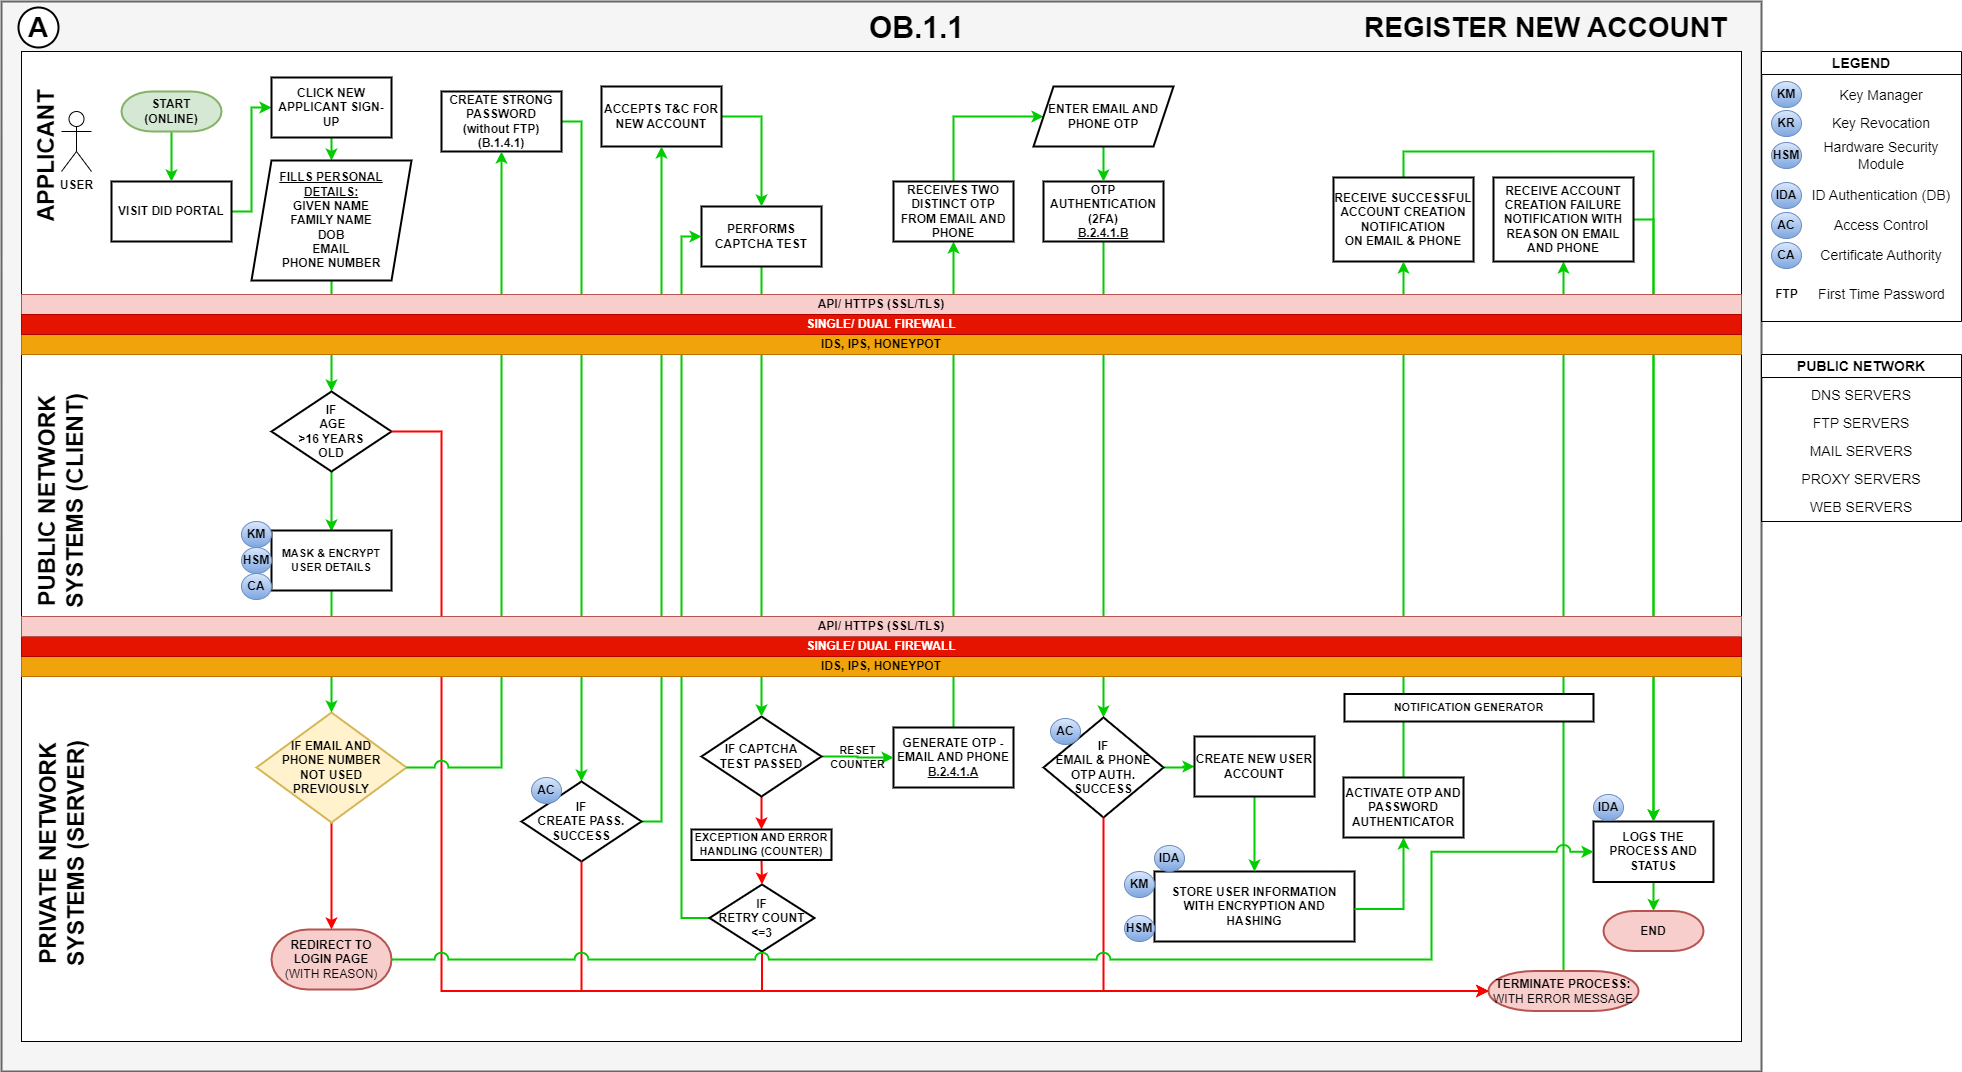 A
OB.1.1
REGISTER NEW ACCOUNT
APPLICANT
USER
START
(ONLINE)
VISIT DID PORTAL
CLICK NEW
APPLICANT SIGN-
UP
FILLS PERSONAL
DETAILS:
GIVEN NAME
FAMILY NAME
DOB
EMAIL
PHONE NUMBER
CREATE STRONG
PASSWORD
(without FTP)
(B.1.4.1)
ACCEPTS T&C FOR
NEW ACCOUNT
PERFORMS
CAPTCHA TEST
RECEIVES TWO
DISTINCT OTP
FROM EMAIL AND
PHONE
ENTER EMAIL AND
PHONE OTP
OTP
AUTHENTICATION
(2FA)
B.2.4.1.B
RECEIVE SUCCESSFUL
ACCOUNT CREATION
NOTIFICATION
ON EMAIL & PHONE
RECEIVE ACCOUNT
CREATION FAILURE
NOTIFICATION WITH
REASON ON EMAIL
AND PHONE
API/ HTTPS (SSL/TLS)
SINGLE/ DUAL FIREWALL
IDS, IPS, HONEYPOT
PUBLIC NETWORK
SYSTEMS (CLIENT)
IF
AGE
>16 YEARS
OLD
KM
HSM
CA
MASK & ENCRYPT
USER DETAILS
API/ HTTPS (SSL/TLS)
SINGLE/ DUAL FIREWALL
IDS, IPS, HONEYPOT
PRIVATE NETWORK
SYSTEMS (SERVER)
IF EMAIL AND
PHONE NUMBER
NOT USED
PREVIOUSLY
REDIRECT TO
LOGIN PAGE
(WITH REASON)
AC
IF
CREATE PASS.
SUCCESS
IF CAPTCHA
TEST PASSED
RESET
COUNTER
EXCEPTION AND ERROR
HANDLING (COUNTER)
IF
RETRY COUNT
<=3
GENERATE OTP -
EMAIL AND PHONE
B.2.4.1.A
AC
IF
EMAIL & PHONE
OTP AUTH.
SUCCESS
CREATE NEW USER
ACCOUNT
IDA
KM
HSM
STORE USER INFORMATION
WITH ENCRYPTION AND
HASHING
NOTIFICATION GENERATOR
ACTIVATE OTP AND
PASSWORD
AUTHENTICATOR
IDA
LOGS THE
PROCESS AND
STATUS
END
TERMINATE PROCESS:
WITH ERROR MESSAGE
LEGEND
KM Key Manager
KR Key Revocation
HSM Hardware Security
Module
IDA ID Authentication (DB)
AC Access Control
CA Certificate Authority
FTP First Time Password
PUBLIC NETWORK
DNS SERVERS
FTP SERVERS
MAIL SERVERS
PROXY SERVERS
WEB SERVERS